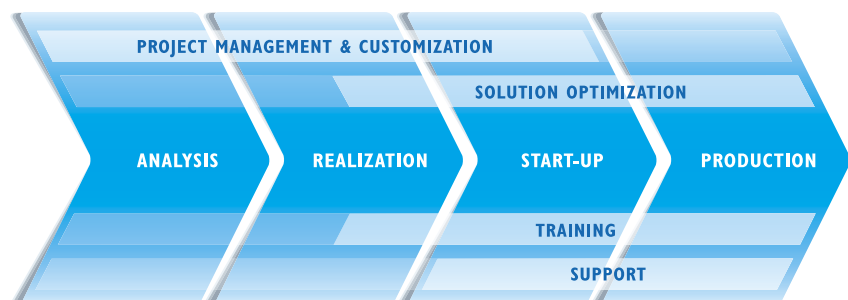 PROJECT MANAGEMENT & CUSTOMIZATION
SOLUTION OPTIMIZATION
ANALYSIS
REALIZATION
START-UP
PRODUCTION
TRAINING
SUPPORT